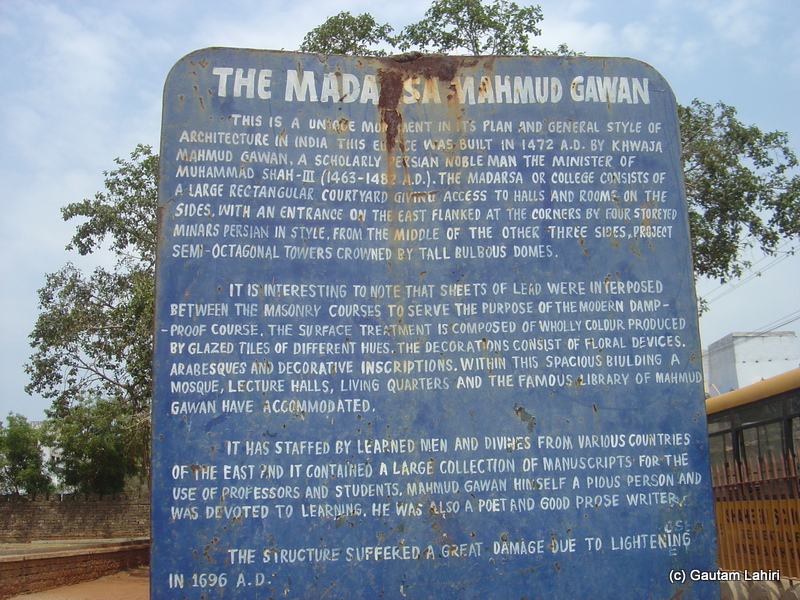 THE MADA SA MAHMUD GAWAN
THIS IS A UNIQUE MON MENT IN ITS PLAN AND GENERAL STYLE OF
ARCHITECTURE IN INDIA THIS E CE WAS BUILT IN 1472 A.D. BY KHWAJA
MAHMUD GAWAN, A SCHOLARLY PERSIAN NOBLE MAN THE MINISTER OF
MUHAMMAD SHAH-III (1463-1482 A.D.). THE MADARSA OR COLLEGE CONSISTS OF
A LARGE RECTANGULAR COURTYARD GIVING ACCESS TO HALLS AND ROOMS ON THE
SIDES, WITH AN ENTRANCE ON THE EAST FLANKED AT THE CORNERS BY FOUR STOREYED
MINARS PERSIAN IN STYLE, FROM THE MIDDLE OF THE OTHER THREE SIDES, PROJECT
SEMI-OCTAGONAL TOWERS CROWNED BY TALL BULBOUS DOMES.
IT IS INTERESTING TO NOTE THAT SHEETS OF LEAD WERE INTERPOSED
BETWEEN THE MASONRY COURSES TO SERVE THE PURPOSE OF THE MODERN DAMP-
-PROOF COURSE. THE SURFACE TREATMENT IS COMPOSED OF WHOLLY COLOUR PRODUCED
BY GLAZED TILES OF DIFFERENT HUES. THE DECORATIONS CONSIST OF FLORAL DEVICES.
ARABESQUES AND DECORATIVE INSCRIPTIONS. WITHIN THIS SPACIOUS BIULDING A
MOSQUE, LECTURE HALLS, LIVING QUARTERS AND THE FAMOUS LIBRARY OF MAHMUD
GAWAN HAVE ACCOMMODATED.
IT HAS STAFFED BY LEARNED MEN AND DIVINES FROM VARIOUS COUNTRIES
OF THE EAST AND IT CONTAINED A LARGE COLLECTION OF MANUSCRIPTS FOR THE
USE OF PROFESSORS AND STUDENTS. MAHMUD GAWAN HIMSELF A PIOUS PERSON AND
WAS DEVOTED TO LEARNING. HE WAS ALSO A POET AND GOOD PROSE WRITER.
THE STRUCTURE SUFFERED A GREAT DAMAGE DUE TO LIGHTENING
IN 1696 A.D.
(c) Gautam Lahiri